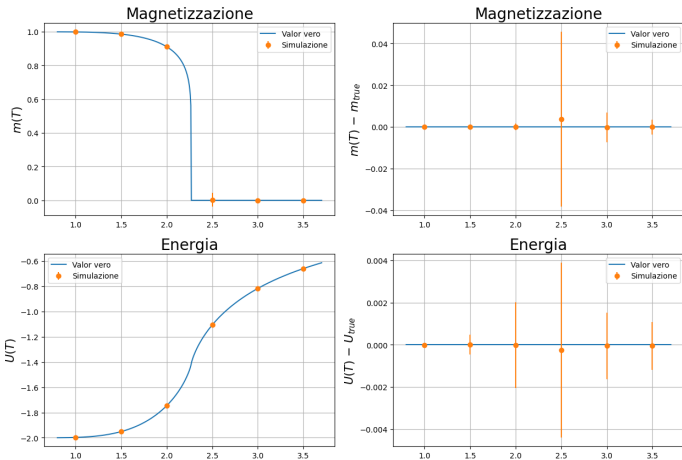 Magnetizzazione
m(T)
1.0
0.8
0.6
0.4
0.2
0.0
1.0 1.5 2.0 2.5 3.0 3.5
Valor vero
Simulazione
Magnetizzazione
m(T) − m_true
0.04
0.02
0.00
−0.02
−0.04
1.0 1.5 2.0 2.5 3.0 3.5
Valor vero
Simulazione
Energia
U(T)
−0.6
−0.8
−1.0
−1.2
−1.4
−1.6
−1.8
−2.0
1.0 1.5 2.0 2.5 3.0 3.5
Valor vero
Simulazione
Energia
U(T) − U_true
0.004
0.002
0.000
−0.002
−0.004
1.0 1.5 2.0 2.5 3.0 3.5
Valor vero
Simulazione